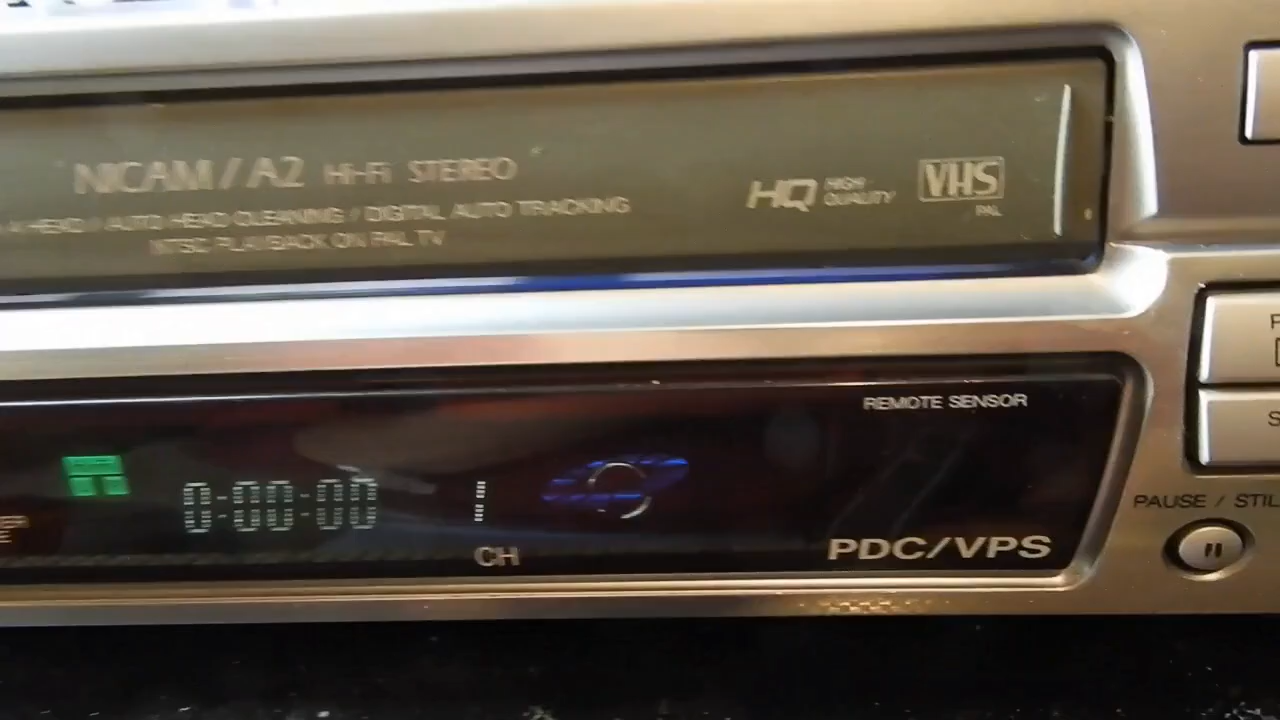 NICAM / A2 Hi-Fi STEREO
HEAD / AUTO HEAD CLEANING / DIGITAL AUTO TRACKING
NTSC PLAYBACK ON PAL TV
HQ HIGH QUALITY
VHS
PAL
REMOTE SENSOR
0-00-00
1
CH
PDC/VPS
PAUSE / STIL